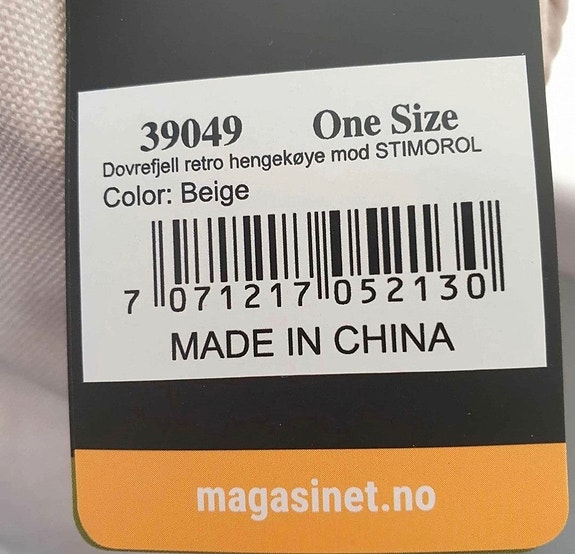 39049 One Size
Dovrefjell retro hengekøye mod STIMOROL
Color: Beige
7 071217 052130
MADE IN CHINA
magasinet.no